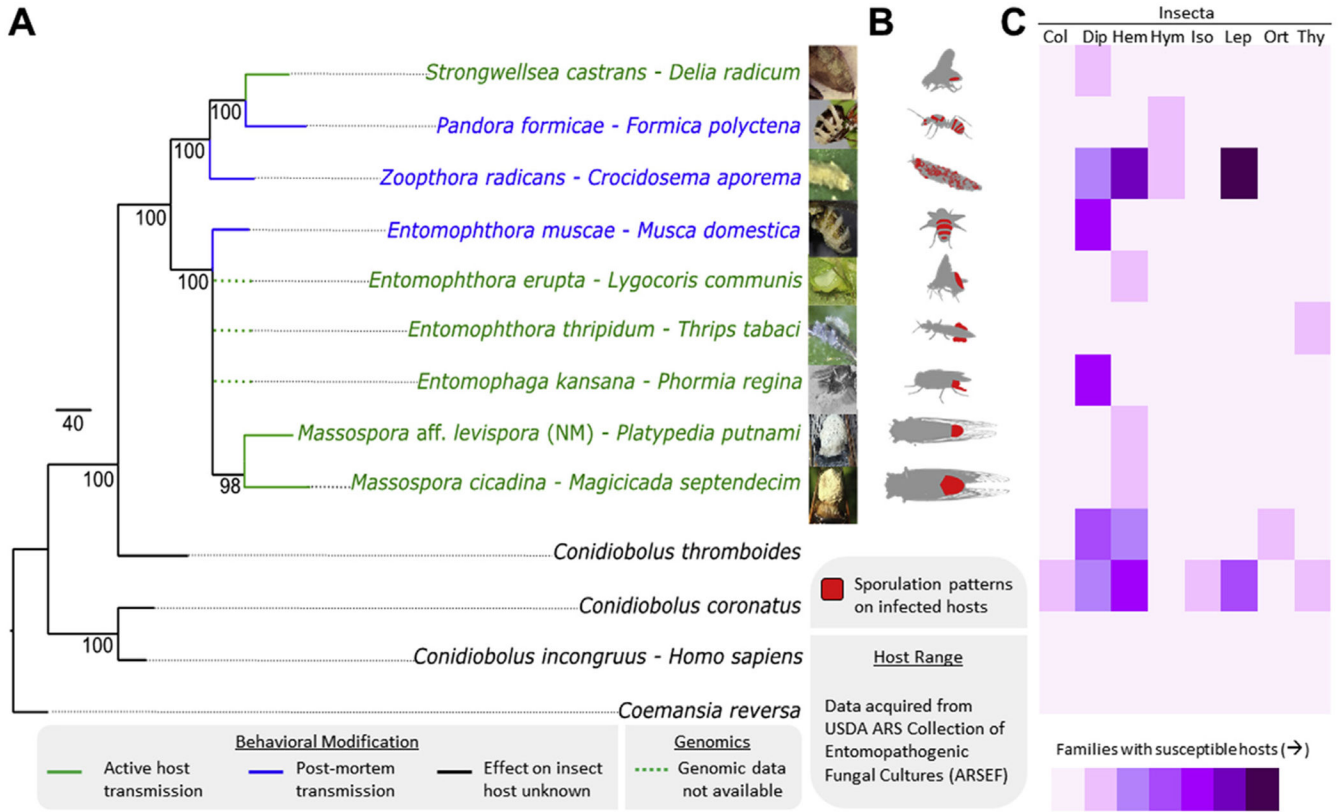 A
B
C
Insecta
Col Dip Hem Hym Iso Lep Ort Thy
Strongwellsea castrans - Delia radicum
100
Pandora formicae - Formica polyctena
100
Zoopthora radicans - Crocidosema aporema
100
Entomophthora muscae - Musca domestica
100
Entomophthora erupta - Lygocoris communis
Entomophthora thripidum - Thrips tabaci
Entomophaga kansana - Phormia regina
40
Massospora aff. levispora (NM) - Platypedia putnami
100
98
Massospora cicadina - Magicicada septendecim
Conidiobolus thromboides
Conidiobolus coronatus
100
Conidiobolus incongruus - Homo sapiens
Coemansia reversa
Sporulation patterns
on infected hosts
Host Range
Data acquired from
USDA ARS Collection of
Entomopathogenic
Fungal Cultures (ARSEF)
Behavioral Modification
Active host
transmission
Post-mortem
transmission
Effect on insect
host unknown
Genomics
Genomic data
not available
Families with susceptible hosts (→)